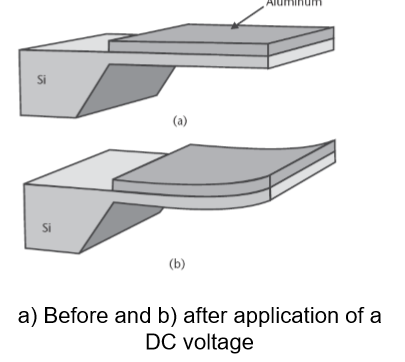 Aluminum
Si
(a)
Si
(b)
a) Before and b) after application of a
DC voltage